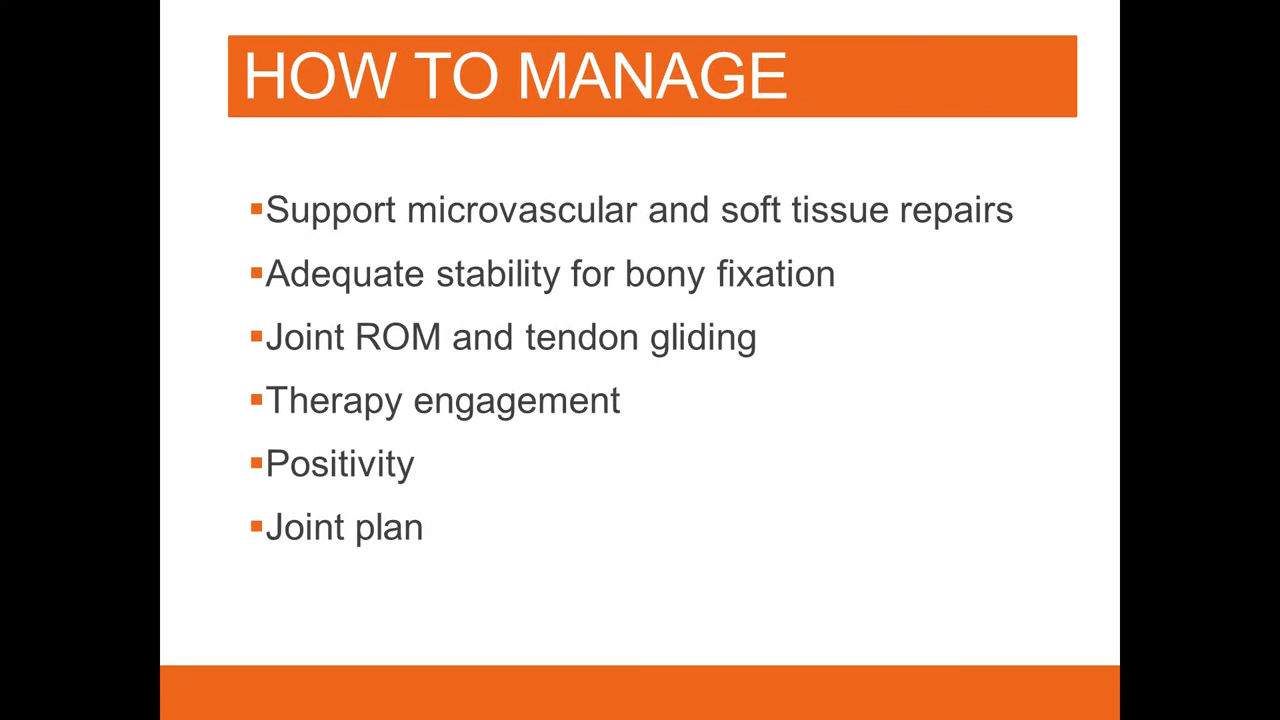 HOW TO MANAGE
▪Support microvascular and soft tissue repairs
▪Adequate stability for bony fixation
▪Joint ROM and tendon gliding
▪Therapy engagement
▪Positivity
▪Joint plan